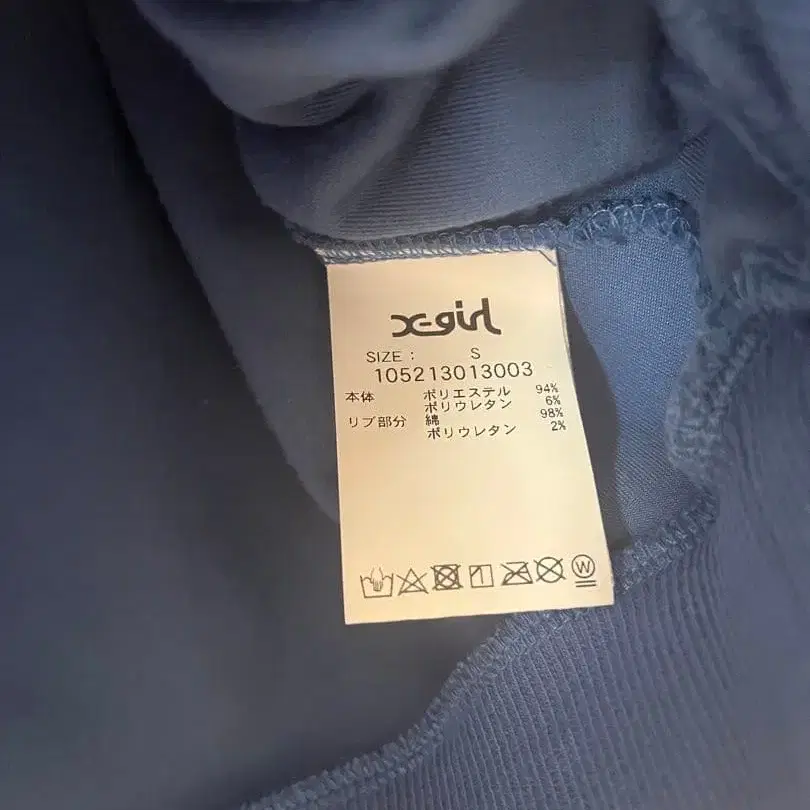 x-girl
SIZE : S
105213013003
本体 ポリエステル 94%
ポリウレタン 6%
リブ部分 綿 98%
ポリウレタン 2%
W